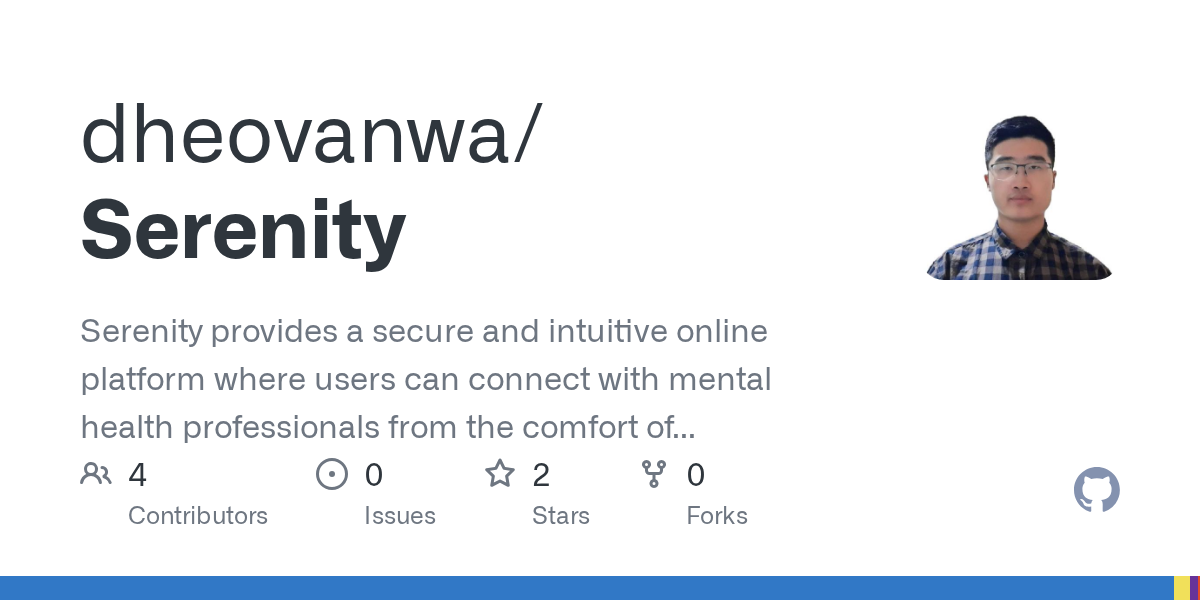 dheovanwa/
Serenity
Serenity provides a secure and intuitive online
platform where users can connect with mental
health professionals from the comfort of...
4 0 2 0
Contributors Issues Stars Forks